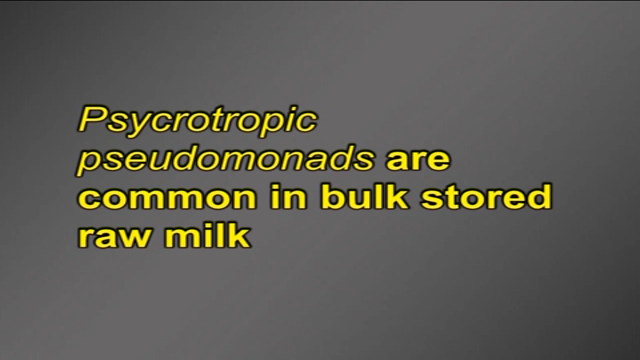 Psycrotropic
pseudomonads are
common in bulk stored
raw milk